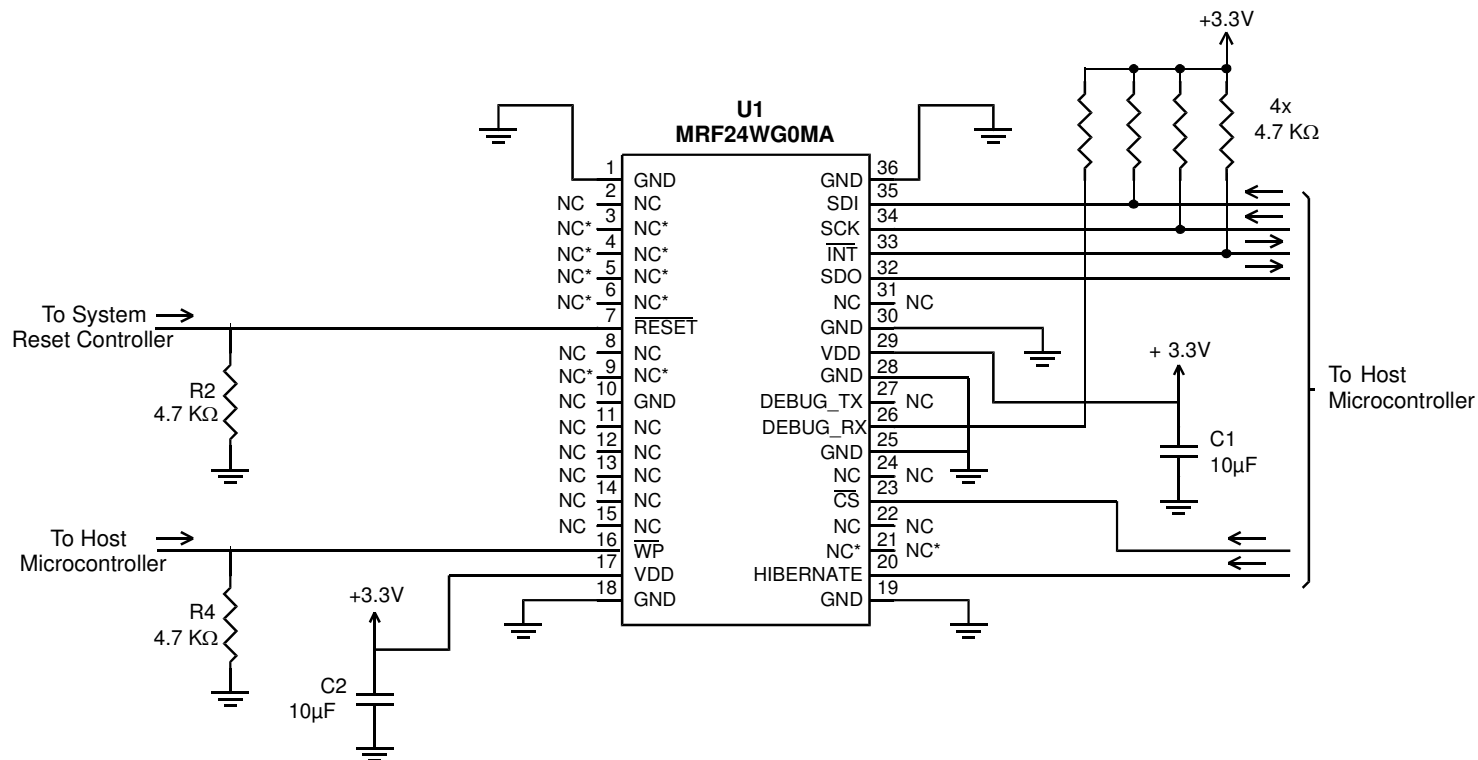 +3.3V
4x
4.7 KΩ
U1
MRF24WG0MA
1
GND
NC
2
NC
NC*
3
NC*
NC*
4
NC*
NC*
5
NC*
NC*
6
NC*
7
RESET
NC
8
NC
NC*
9
NC*
NC
10
GND
NC
11
NC
NC
12
NC
NC
13
NC
NC
14
NC
NC
15
NC
16
WP
17
VDD
18
GND
GND
36
SDI
35
SCK
34
INT
33
SDO
32
NC
31
NC
GND
30
VDD
29
GND
28
DEBUG_TX
27
NC
DEBUG_RX
26
GND
25
NC
24
NC
CS
23
NC
22
NC
NC*
21
NC*
HIBERNATE
20
GND
19
To System
Reset Controller
R2
4.7 KΩ
To Host
Microcontroller
R4
4.7 KΩ
+3.3V
C2
10µF
+ 3.3V
C1
10µF
To Host
Microcontroller